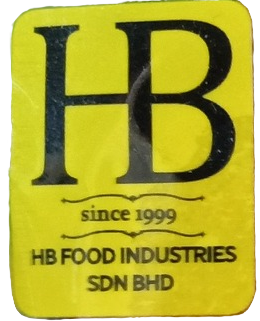 HB
since 1999
HB FOOD INDUSTRIES
SDN BHD